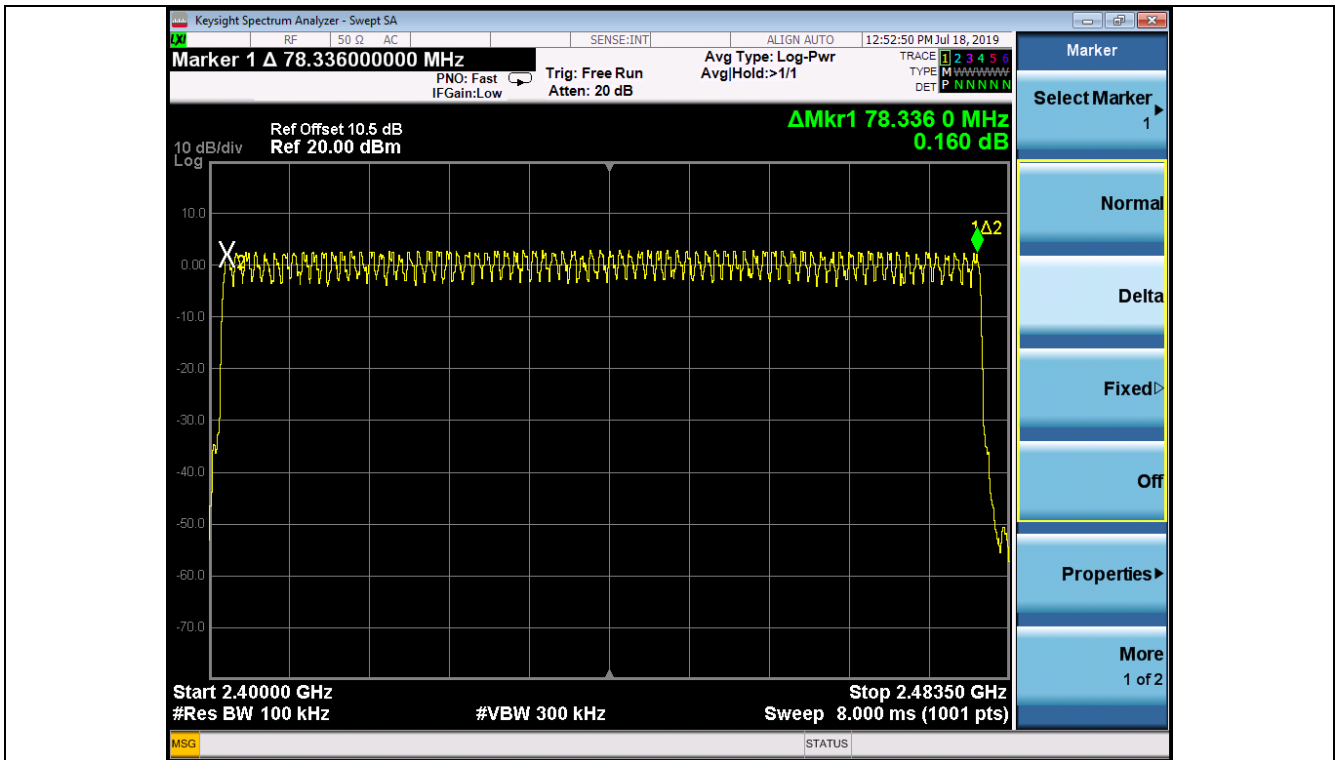 Keysight Spectrum Analyzer - Swept SA
LXI RF 50 Ω AC SENSE:INT ALIGN AUTO 12:52:50 PM Jul 18, 2019
Marker 1 Δ 78.336000000 MHz
PNO: Fast
IFGain:Low
Trig: Free Run
Atten: 20 dB
Avg Type: Log-Pwr
Avg|Hold:>1/1
TRACE 1 2 3 4 5 6
TYPE M W W W W W
DET P N N N N N
ΔMkr1 78.336 0 MHz
0.160 dB
Ref Offset 10.5 dB
10 dB/div Ref 20.00 dBm
Log
10.0
0.00
-10.0
-20.0
-30.0
-40.0
-50.0
-60.0
-70.0
X2
1Δ2
Start 2.40000 GHz Stop 2.48350 GHz
#Res BW 100 kHz #VBW 300 kHz Sweep 8.000 ms (1001 pts)
MSG STATUS
Marker
Select Marker
1
Normal
Delta
Fixed
Off
Properties
More
1 of 2